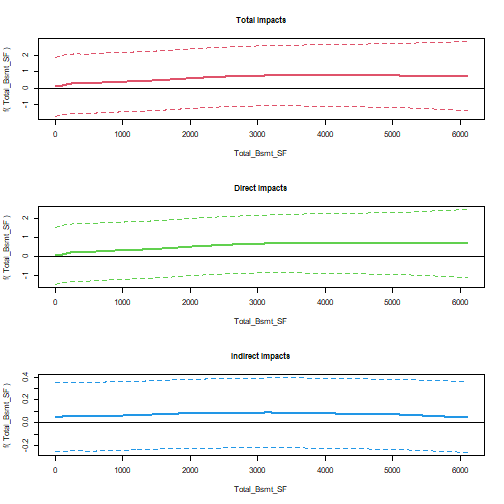 Total Impacts
f( Total_Bsmt_SF )
-1 0 1 2
0 1000 2000 3000 4000 5000 6000
Total_Bsmt_SF
Direct Impacts
f( Total_Bsmt_SF )
-1 0 1 2
0 1000 2000 3000 4000 5000 6000
Total_Bsmt_SF
Indirect Impacts
f( Total_Bsmt_SF )
-0.2 0.0 0.2 0.4
0 1000 2000 3000 4000 5000 6000
Total_Bsmt_SF